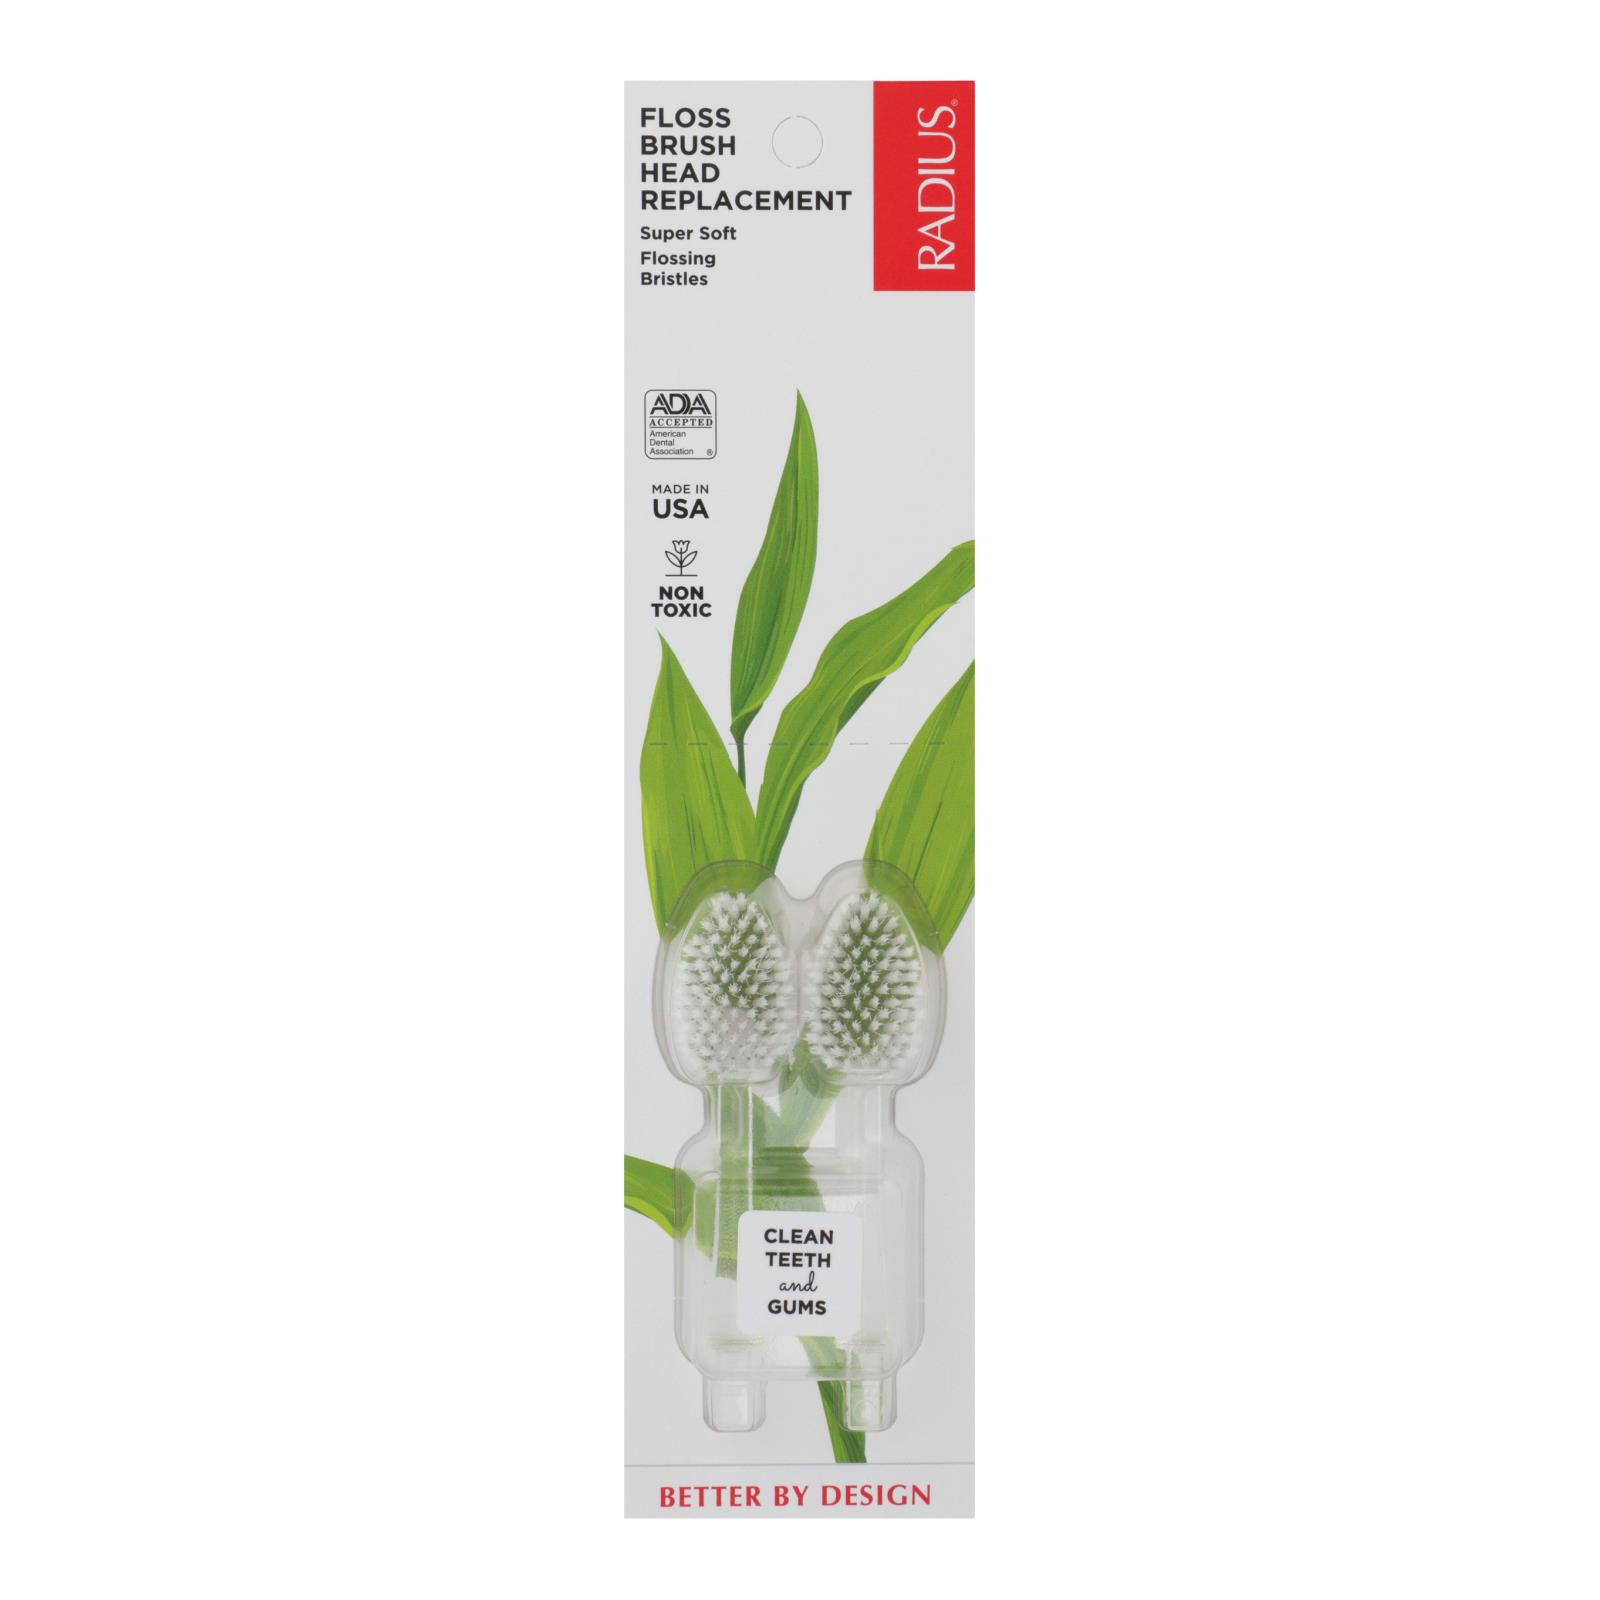 FLOSS
BRUSH
HEAD
REPLACEMENT
Super Soft
Flossing
Bristles
RADIUS®
ADA
ACCEPTED
American
Dental
Association ®
MADE IN
USA
NON
TOXIC
CLEAN
TEETH
and
GUMS
BETTER BY DESIGN